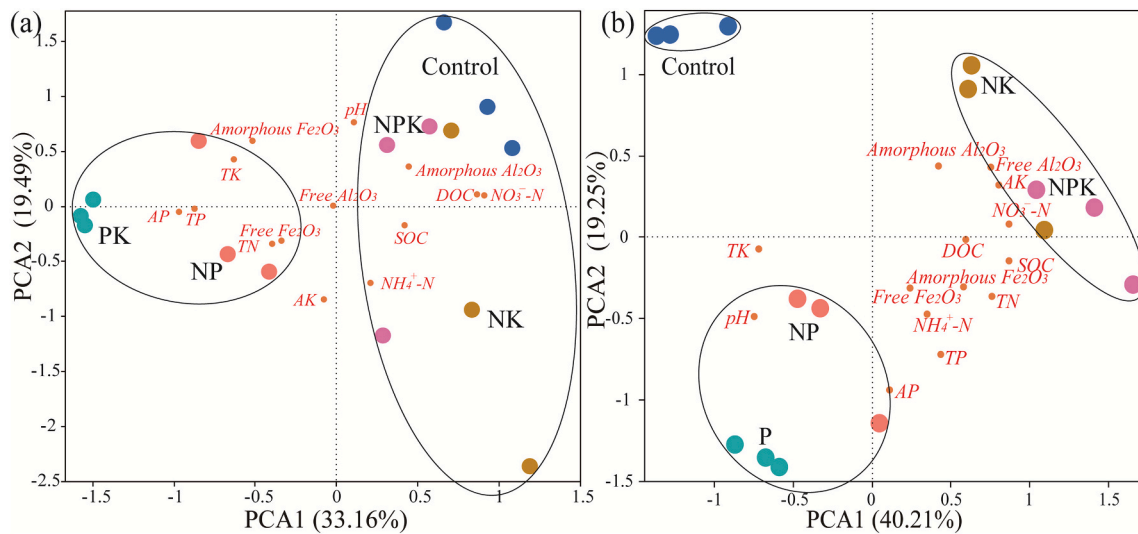 (a)
PCA2 (19.49%)
1.5
1
0.5
0
-0.5
-1
-1.5
-2
-2.5
Control
pH
NPK
Amorphous Fe₂O₃
TK
Amorphous Al₂O₃
Free Al₂O₃
DOC
NO₃⁻-N
AP
TP
PK
SOC
TN
Free Fe₂O₃
NP
NH₄⁺-N
AK
NK
-1.5
-1
-0.5
0
0.5
1
1.5
PCA1 (33.16%)
(b)
PCA2 (19.25%)
1
0.5
0
-0.5
-1
-1.5
Control
NK
Amorphous Al₂O₃
Free Al₂O₃
AK
NPK
NO₃⁻-N
TK
DOC
SOC
Amorphous Fe₂O₃
Free Fe₂O₃
TN
pH
NP
NH₄⁺-N
TP
AP
P
-1
-0.5
0
0.5
1
1.5
PCA1 (40.21%)